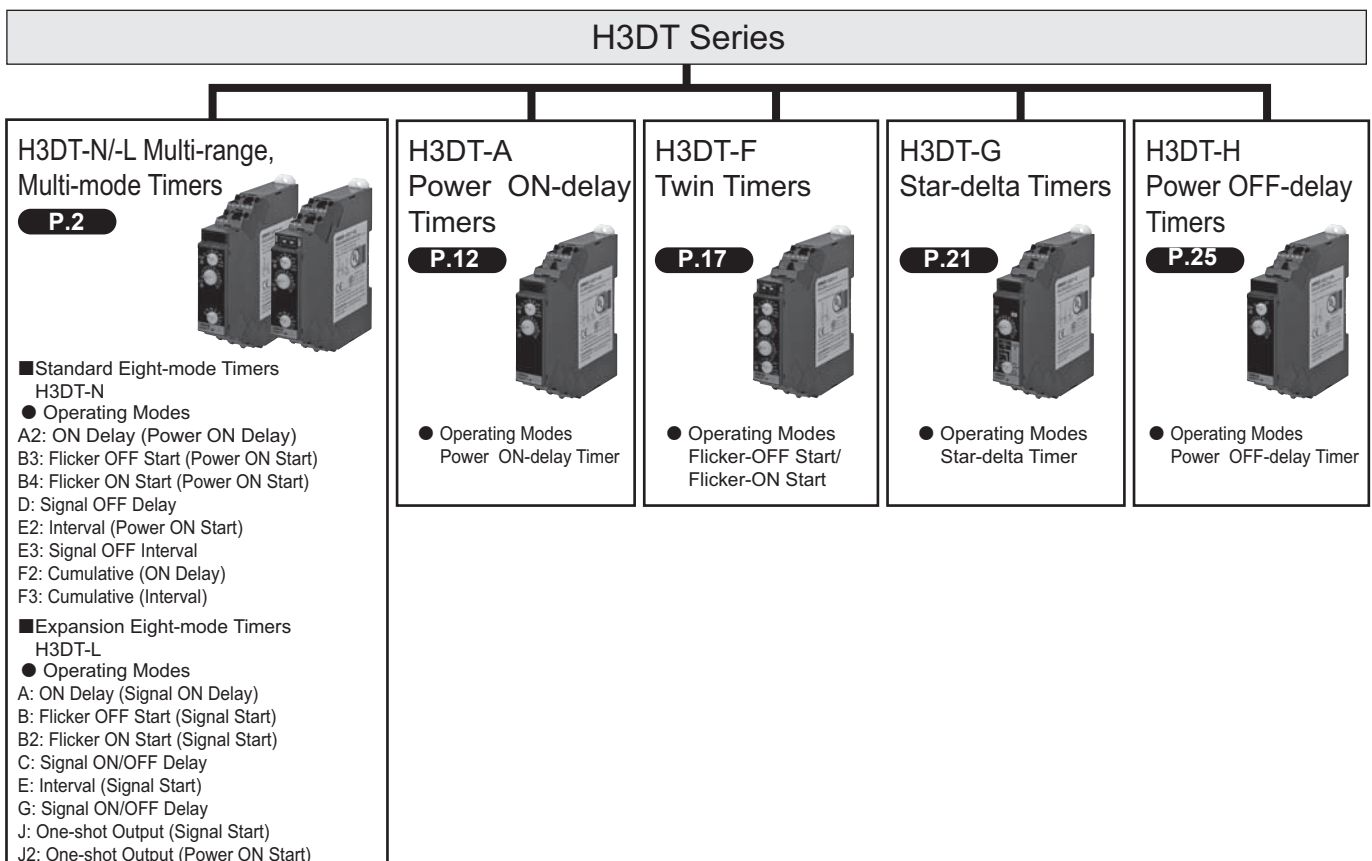 H3DT Series
H3DT-N/-L Multi-range,
Multi-mode Timers
P.2
■Standard Eight-mode Timers
H3DT-N
● Operating Modes
A2: ON Delay (Power ON Delay)
B3: Flicker OFF Start (Power ON Start)
B4: Flicker ON Start (Power ON Start)
D: Signal OFF Delay
E2: Interval (Power ON Start)
E3: Signal OFF Interval
F2: Cumulative (ON Delay)
F3: Cumulative (Interval)
■Expansion Eight-mode Timers
H3DT-L
● Operating Modes
A: ON Delay (Signal ON Delay)
B: Flicker OFF Start (Signal Start)
B2: Flicker ON Start (Signal Start)
C: Signal ON/OFF Delay
E: Interval (Signal Start)
G: Signal ON/OFF Delay
J: One-shot Output (Signal Start)
J2: One-shot Output (Power ON Start)
H3DT-A
Power ON-delay
Timers
P.12
● Operating Modes
Power ON-delay Timer
H3DT-F
Twin Timers
P.17
● Operating Modes
Flicker-OFF Start/
Flicker-ON Start
H3DT-G
Star-delta Timers
P.21
● Operating Modes
Star-delta Timer
H3DT-H
Power OFF-delay
Timers
P.25
● Operating Modes
Power OFF-delay Timer